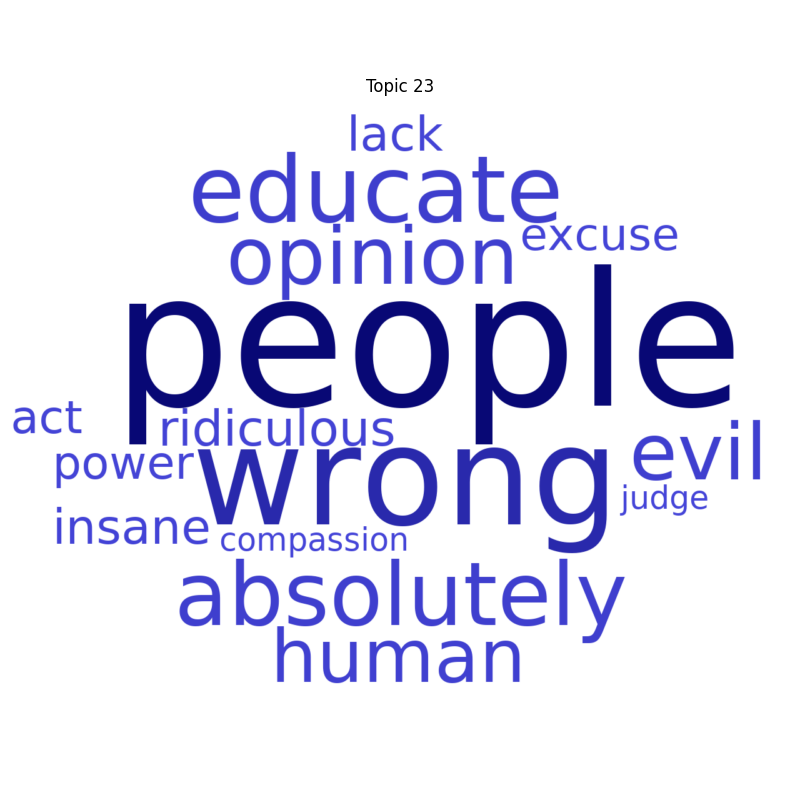 Topic 23
lack
educate
excuse
opinion
people
act
ridiculous
evil
power
wrong
judge
insane
compassion
absolutely
human